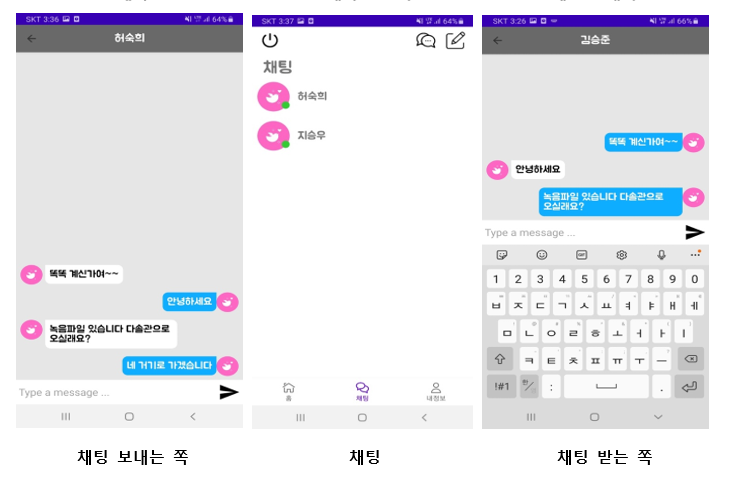 SKT 3:36 64%
허숙희
똑똑 계신가여~~
안녕하세요
녹음파일 있습니다 다솔관으로
오실래요?
네 거기로 가겠습니다
Type a message ...
채팅 보내는 쪽
SKT 3:37 64%
채팅
허숙희
지승우
홈
채팅
내정보
채팅
SKT 3:26 66%
김승준
똑똑 계신가여~~
안녕하세요
녹음파일 있습니다 다솔관으로
오실래요?
Type a message ...
GIF
1 2 3 4 5 6 7 8 9 0
ㅂ ㅈ ㄷ ㄱ ㅅ ㅛ ㅕ ㅑ ㅐ ㅔ
ㅁ ㄴ ㅇ ㄹ ㅎ ㅗ ㅓ ㅏ ㅣ
ㅋ ㅌ ㅊ ㅍ ㅠ ㅜ ㅡ
!#1 : .
채팅 받는 쪽